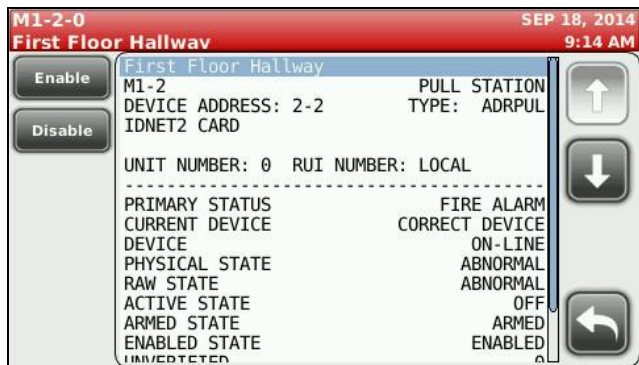 M1-2-0 SEP 18, 2014
First Floor Hallway 9:14 AM
Enable
Disable
First Floor Hallway
M1-2 PULL STATION
DEVICE ADDRESS: 2-2 TYPE: ADRPUL
IDNET2 CARD
UNIT NUMBER: 0 RUI NUMBER: LOCAL
----------------------------------------
PRIMARY STATUS FIRE ALARM
CURRENT DEVICE CORRECT DEVICE
DEVICE ON-LINE
PHYSICAL STATE ABNORMAL
RAW STATE ABNORMAL
ACTIVE STATE OFF
ARMED STATE ARMED
ENABLED STATE ENABLED
UNVERIFIED 0